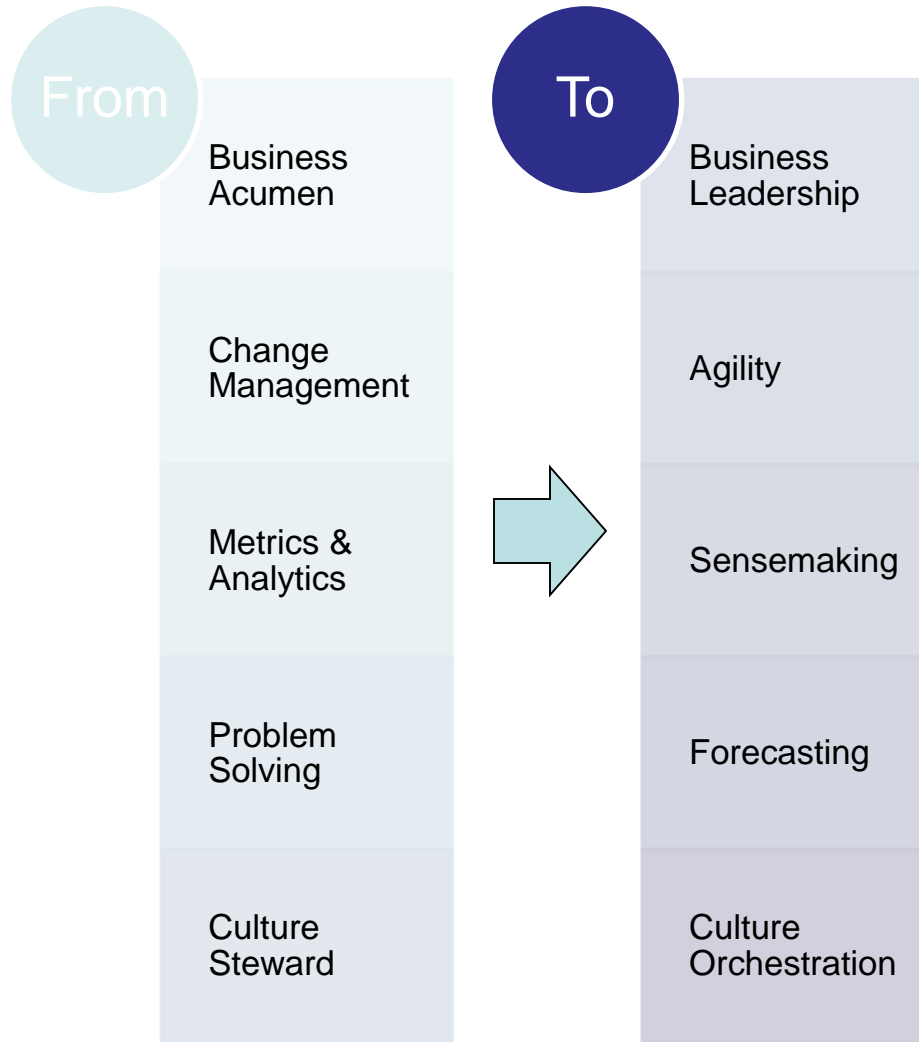 From
Business
Acumen
Change
Management
Metrics &
Analytics
Problem
Solving
Culture
Steward
To
Business
Leadership
Agility
Sensemaking
Forecasting
Culture
Orchestration